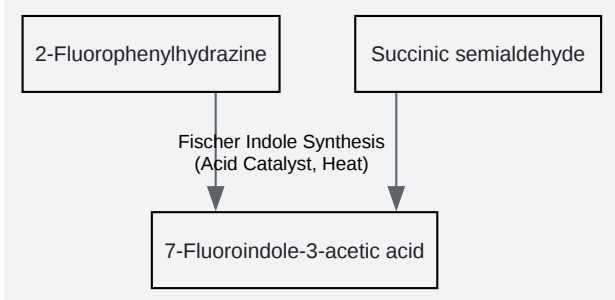 2-Fluorophenylhydrazine
Succinic semialdehyde
Fischer Indole Synthesis
(Acid Catalyst, Heat)
7-Fluoroindole-3-acetic acid